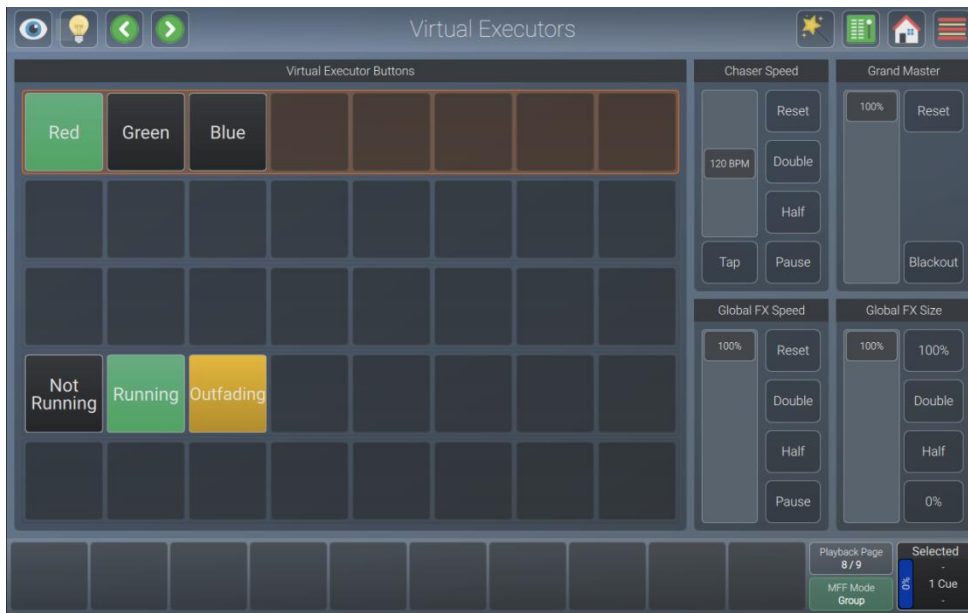 Virtual Executors
Virtual Executor Buttons
Red
Green
Blue
Not
Running
Running
Outfading
Chaser Speed
120 BPM
Reset
Double
Half
Tap
Pause
Grand Master
100%
Reset
Blackout
Global FX Speed
100%
Reset
Double
Half
Pause
Global FX Size
100%
100%
Double
Half
0%
Playback Page
8 / 9
MFF Mode
Group
0%
Selected
-
1 Cue
-